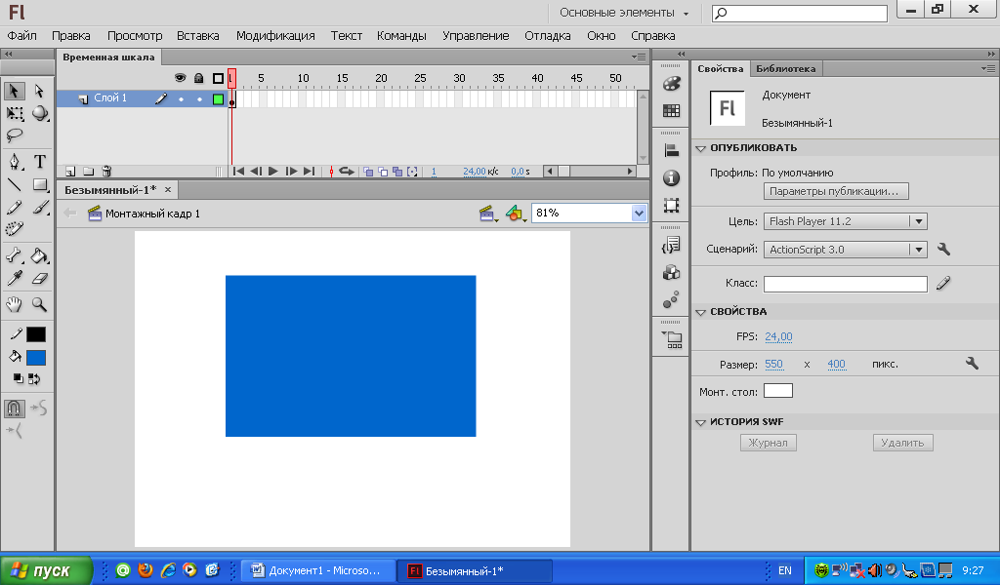 Fl
Основные элементы
Файл Правка Просмотр Вставка Модификация Текст Команды Управление Отладка Окно Справка
Временная шкала
1 5 10 15 20 25 30 35 40 45 50
Слой 1
1 24,00 к/с 0,0 s
Безымянный-1* ×
Монтажный кадр 1
81%
T
Свойства Библиотека
Fl
Документ
Безымянный-1
ОПУБЛИКОВАТЬ
Профиль: По умолчанию
Параметры публикации...
Цель: Flash Player 11.2
Сценарий: ActionScript 3.0
Класс:
СВОЙСТВА
FPS: 24,00
Размер: 550 x 400 пикс.
Монт. стол:
ИСТОРИЯ SWF
Журнал Удалить
пуск
Документ1 - Microso...
Fl Безымянный-1*
EN
9:27